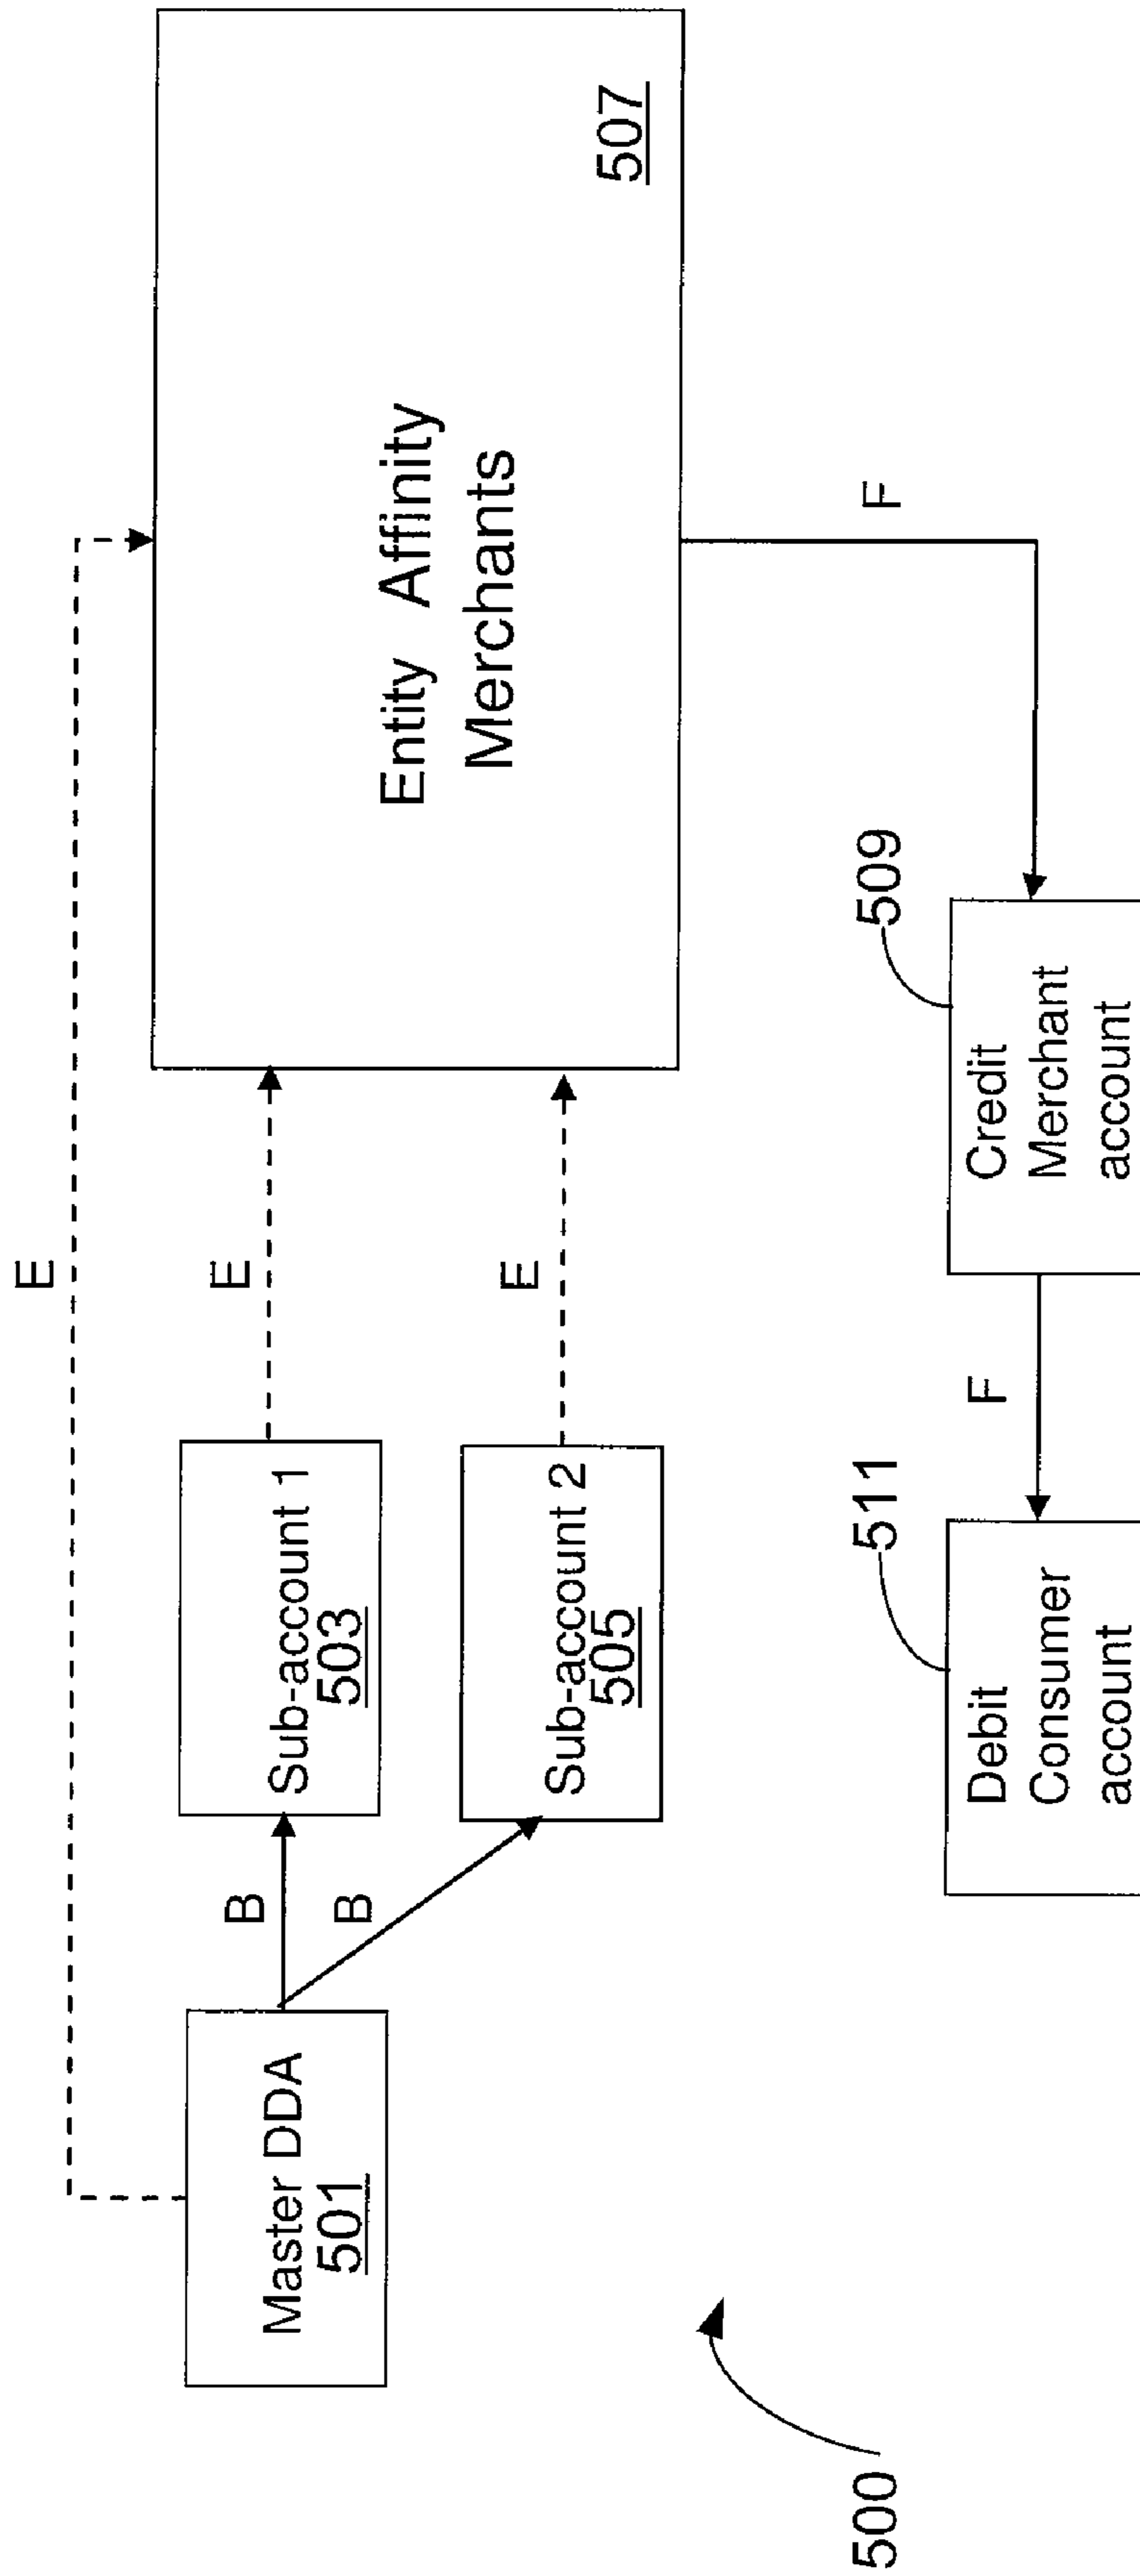 E
Master DDA
501
B
B
Sub-account 1
503
Sub-account 2
505
E
E
Entity Affinity
Merchants
507
F
509
Credit
Merchant
account
F
511
Debit
Consumer
account
500